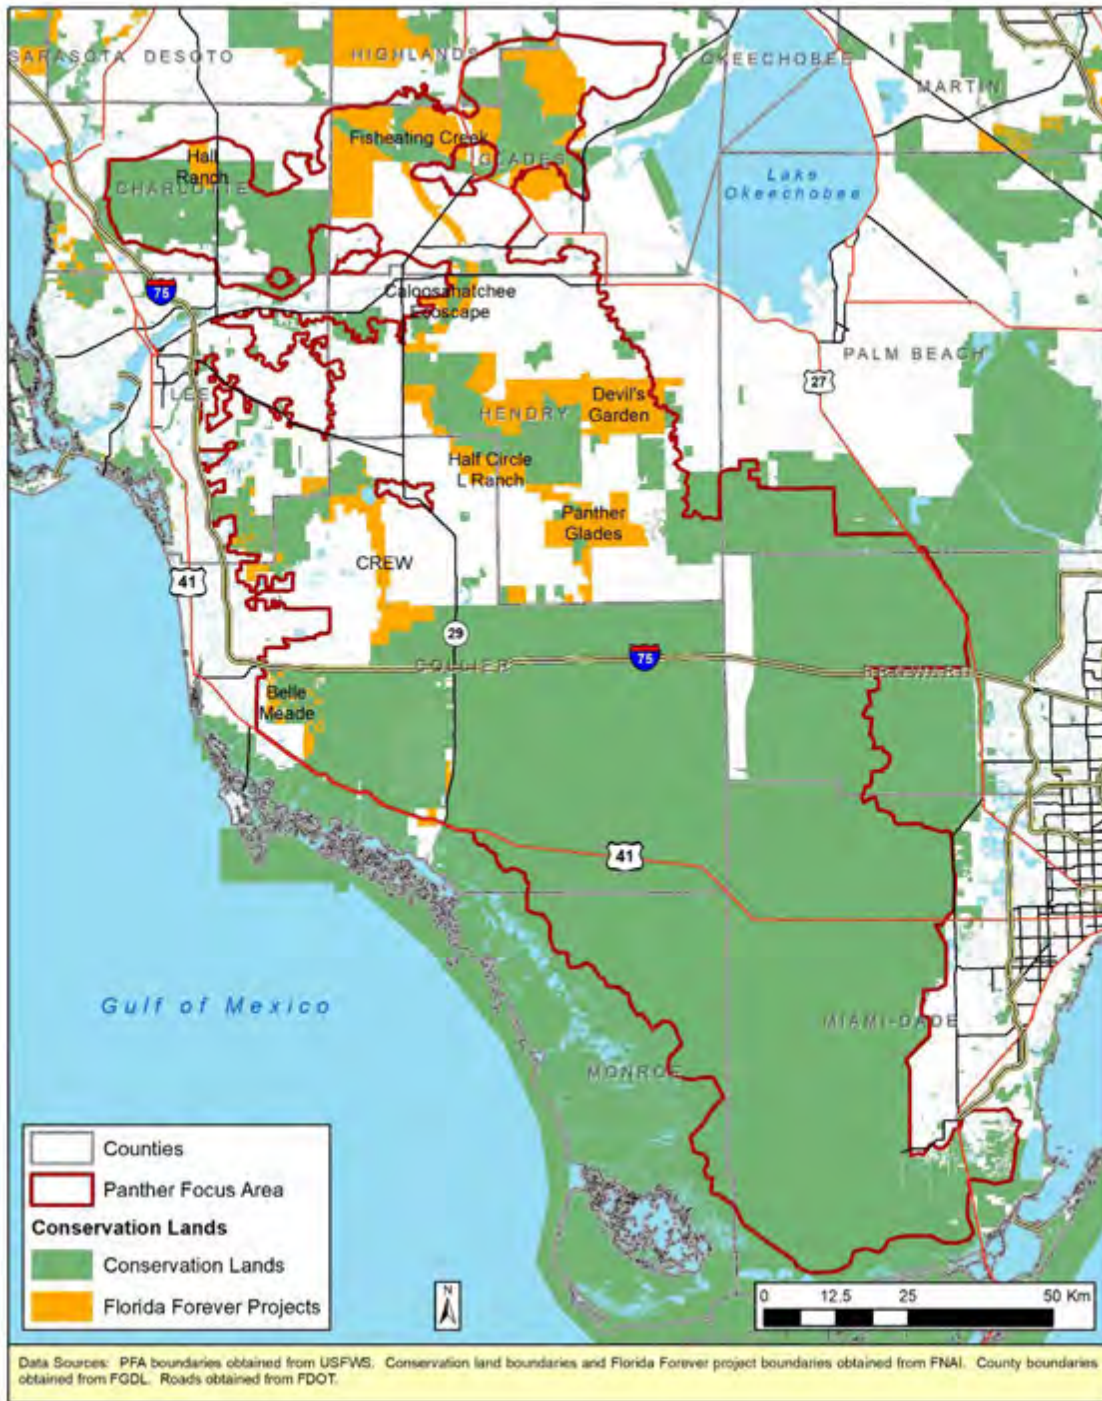 SARASOTA DESOTO
HIGHLANDS
OKEECHOBEE
MARTIN
Fisheating Creek
Hall
Ranch
GLADES
CHARLOTTE
Lake
Okeechobee
75
Caloosahatchee
Ecoscape
PALM BEACH
27
LEE
Devil's
Garden
HENDRY
Half Circle
L Ranch
Panther
Glades
CREW
41
29
COLLIER
75
BROWARD
Belle
Meade
41
Gulf of Mexico
MIAMI-DADE
MONROE
Counties
Panther Focus Area
Conservation Lands
Conservation Lands
Florida Forever Projects
N
0 12.5 25 50 Km
Data Sources: PFA boundaries obtained from USFWS. Conservation land boundaries and Florida Forever project boundaries obtained from FNAI. County boundaries
obtained from FGDL. Roads obtained from FDOT.